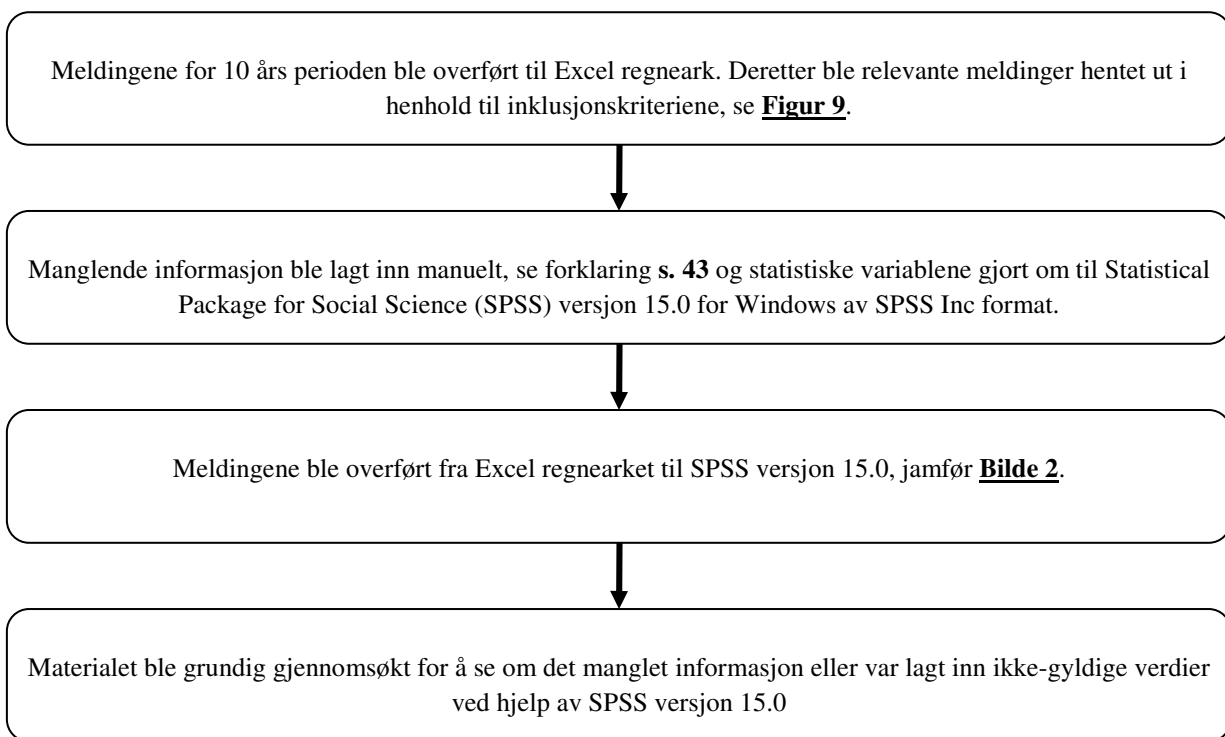 Meldingene for 10 års perioden ble overført til Excel regneark. Deretter ble relevante meldinger hentet ut i
henhold til inklusjonskriteriene, se Figur 9.
Manglende informasjon ble lagt inn manuelt, se forklaring s. 43 og statistiske variablene gjort om til Statistical
Package for Social Science (SPSS) versjon 15.0 for Windows av SPSS Inc format.
Meldingene ble overført fra Excel regnearket til SPSS versjon 15.0, jamfør Bilde 2.
Materialet ble grundig gjennomsøkt for å se om det manglet informasjon eller var lagt inn ikke-gyldige verdier
ved hjelp av SPSS versjon 15.0